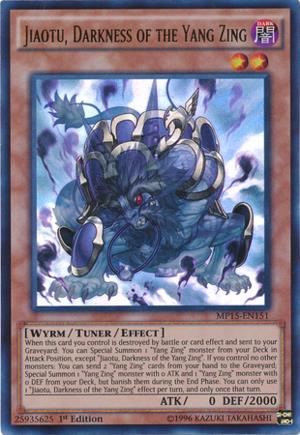 JIAOTU, DARKNESS OF THE YANG ZING
DARK
闇
MP15-EN151
[WYRM / TUNER / EFFECT]
When this card you control is destroyed by battle or card effect and sent to
your Graveyard: You can Special Summon 1 "Yang Zing" monster from your Deck in
Attack Position, except "Jiaotu, Darkness of the Yang Zing". If you control no other
monsters: You can send 2 "Yang Zing" cards from your hand to the Graveyard;
Special Summon 1 "Yang Zing" monster with 0 ATK and 1 "Yang Zing" monster with
0 DEF from your Deck, but banish them during the End Phase. You can only use
1 "Jiaotu, Darkness of the Yang Zing" effect per turn, and only once that turn.
ATK/ 0 DEF/ 2000
25935625 1st Edition ©1996 KAZUKI TAKAHASHI